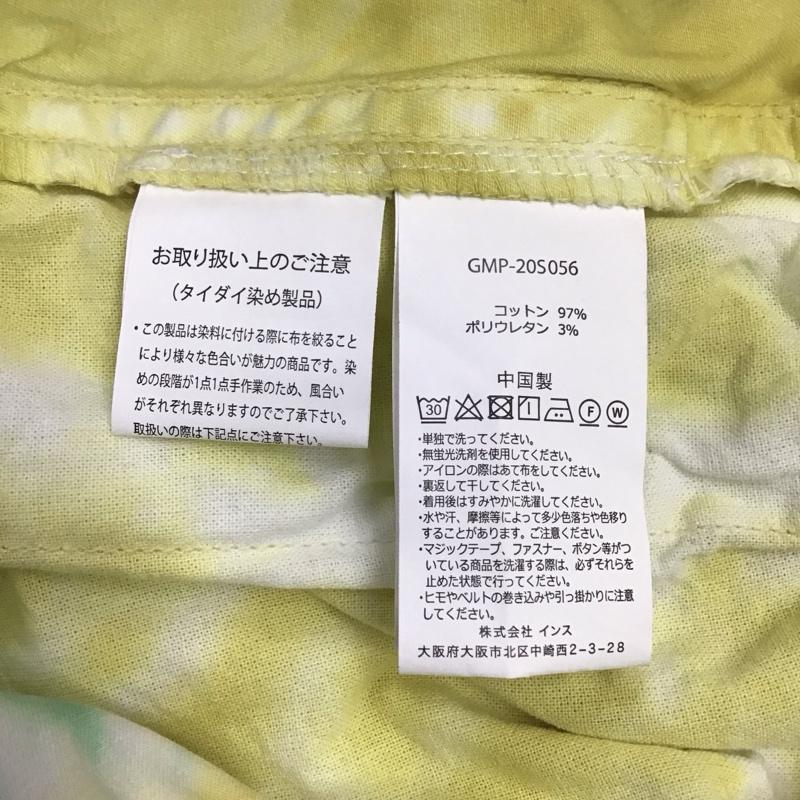 お取り扱い上のご注意
（タイダイ染め製品）
・この製品は染料に付ける際に布を絞ること
により様々な色合いが魅力の商品です。染
めの段階が1点1点手作業のため、風合い
がそれぞれ異なりますのでご了承下さい。
取扱いの際は下記点にご注意下さい。
GMP-20S056
コットン 97%
ポリウレタン 3%
中国製
30 F W
・単独で洗ってください。
・無蛍光洗剤を使用してください。
・アイロンの際はあて布をしてください。
・裏返して干してください。
・着用後はすみやかに洗濯してください。
・水や汗、摩擦等によって多少色落ちや色移り
することがあります。ご注意ください。
・マジックテープ、ファスナー、ボタン等がつ
いている商品を洗濯する際は、必ずそれらを
止めた状態で行ってください。
・ヒモやベルトの巻き込みや引っ掛かりに注意
してください。
株式会社 インス
大阪府大阪市北区中崎西2-3-28